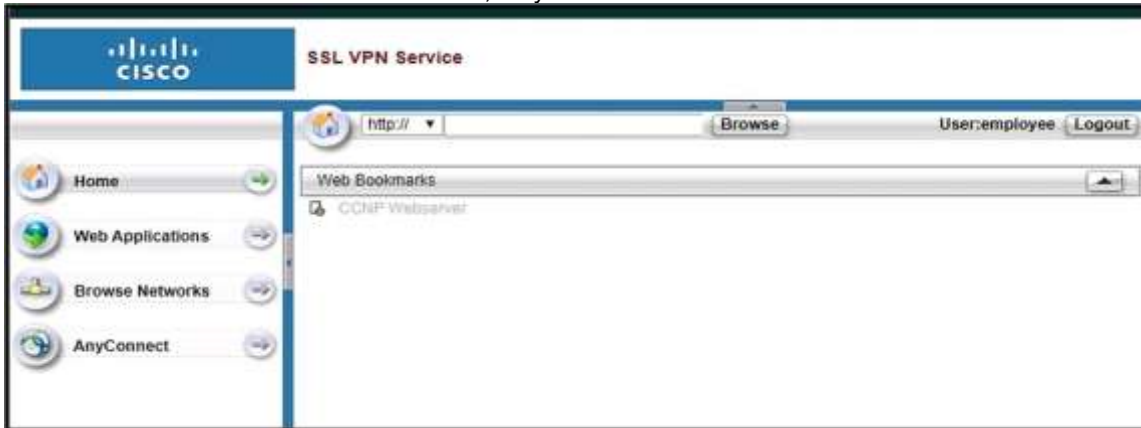 CISCO
SSL VPN Service
http://
Browse
User:employee
Logout
Home
Web Bookmarks
CCNP Webserver
Web Applications
Browse Networks
AnyConnect